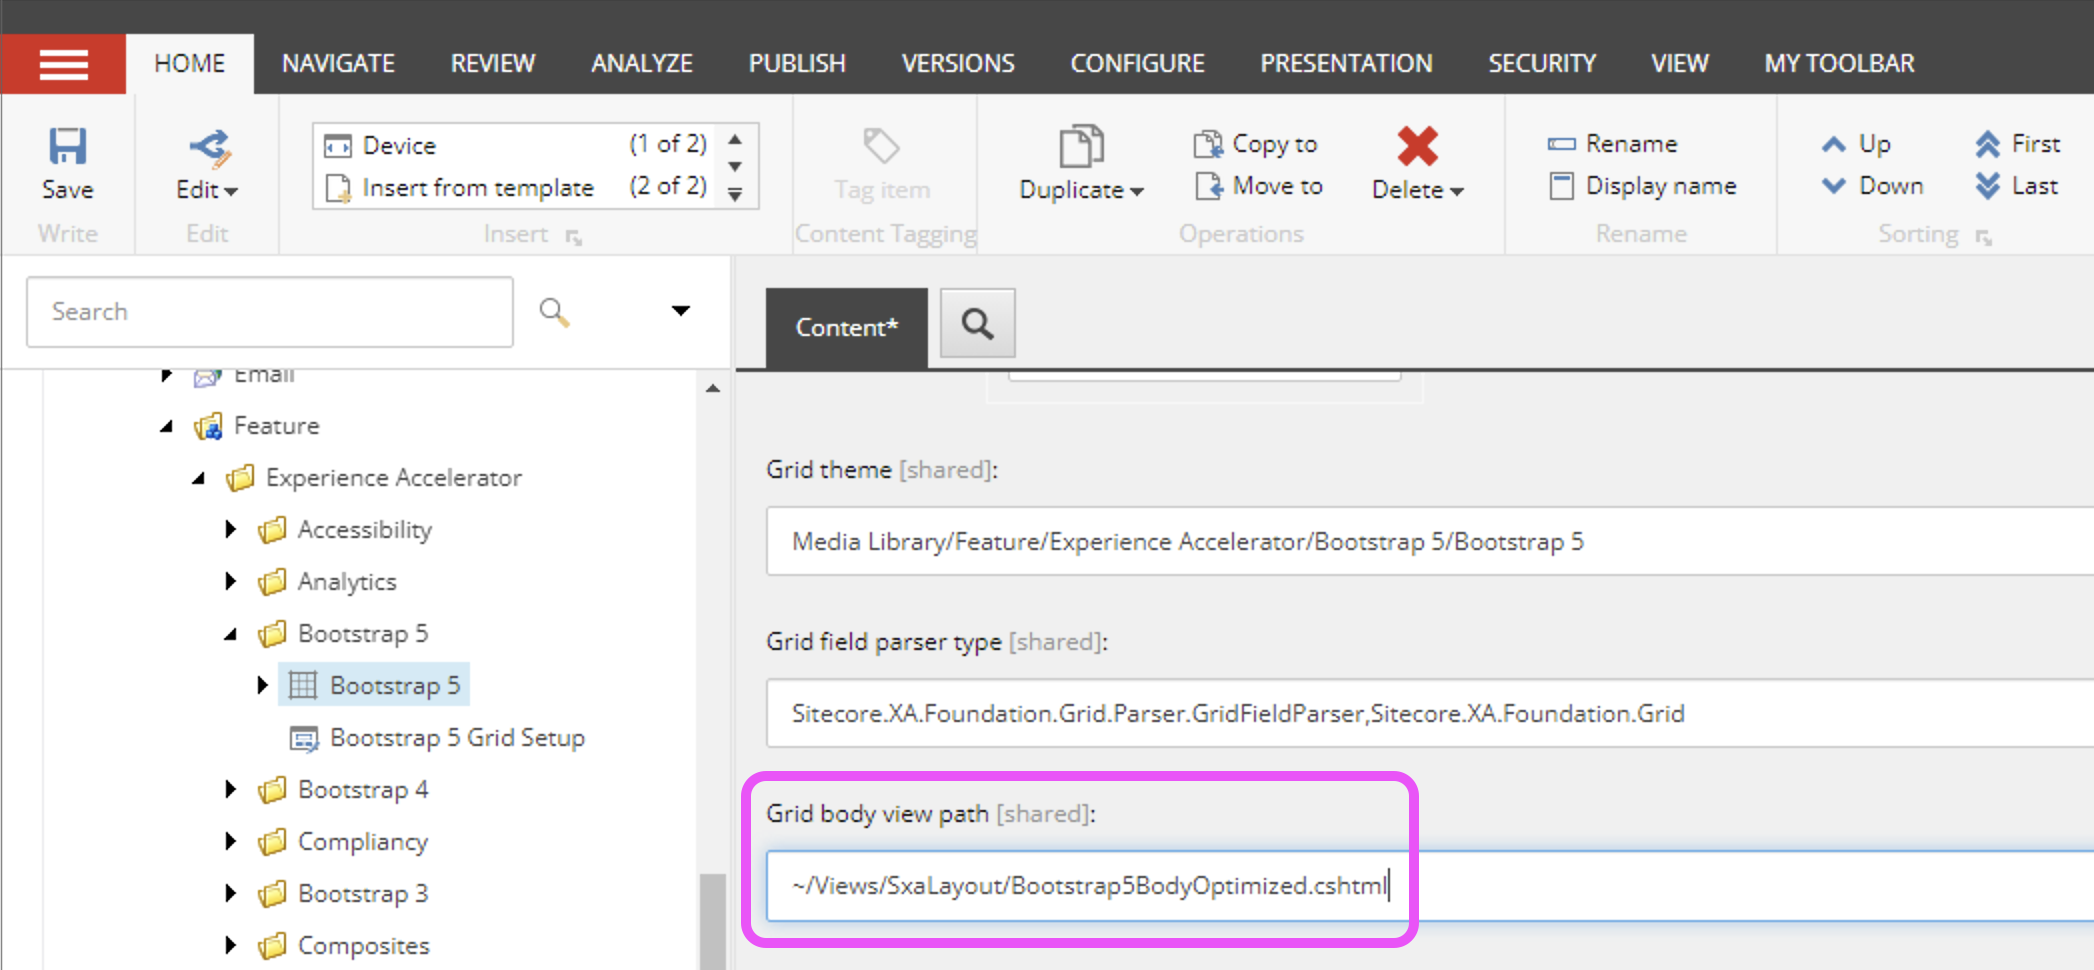 HOME NAVIGATE REVIEW ANALYZE PUBLISH VERSIONS CONFIGURE PRESENTATION SECURITY VIEW MY TOOLBAR
Save
Write
Edit
Edit
Device (1 of 2)
Insert from template (2 of 2)
Insert
Tag item
Content Tagging
Duplicate
Copy to
Move to
Delete
Operations
Rename
Display name
Rename
Up
Down
First
Last
Sorting
Search
Email
Feature
Experience Accelerator
Accessibility
Analytics
Bootstrap 5
Bootstrap 5
Bootstrap 5 Grid Setup
Bootstrap 4
Compliancy
Bootstrap 3
Composites
Content*
Grid theme [shared]:
Media Library/Feature/Experience Accelerator/Bootstrap 5/Bootstrap 5
Grid field parser type [shared]:
Sitecore.XA.Foundation.Grid.Parser.GridFieldParser,Sitecore.XA.Foundation.Grid
Grid body view path [shared]:
~/Views/SxaLayout/Bootstrap5BodyOptimized.cshtml